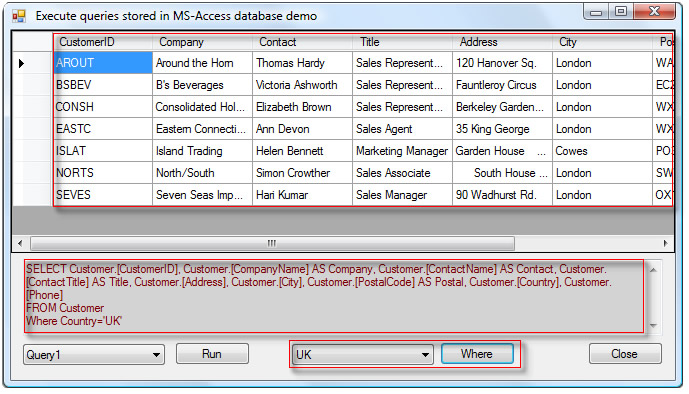 Execute queries stored in MS-Access database demo
CustomerID Company Contact Title Address City Pos
AROUT Around the Horn Thomas Hardy Sales Represent... 120 Hanover Sq. London WA
BSBEV B's Beverages Victoria Ashworth Sales Represent... Fauntleroy Circus London EC2
CONSH Consolidated Hol... Elizabeth Brown Sales Represent... Berkeley Garden... London WX
EASTC Eastern Connecti... Ann Devon Sales Agent 35 King George London WX
ISLAT Island Trading Helen Bennett Marketing Manager Garden House ... Cowes PO3
NORTS North/South Simon Crowther Sales Associate South House ... London SW
SEVES Seven Seas Imp... Hari Kumar Sales Manager 90 Wadhurst Rd. London OX
SELECT Customer.[CustomerID], Customer.[CompanyName] AS Company, Customer.[ContactName] AS Contact, Customer.
[ContactTitle] AS Title, Customer.[Address], Customer.[City], Customer.[PostalCode] AS Postal, Customer.[Country], Customer.
[Phone]
FROM Customer
Where Country='UK'
Query1 Run UK Where Close